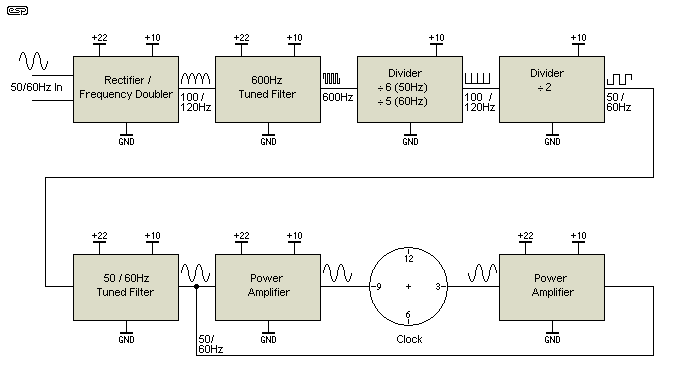 esp
+22 +10 +22 +10 +10 +10
50/60Hz In
Rectifier /
Frequency Doubler
100 /
120Hz
600Hz
Tuned Filter
600Hz
Divider
÷ 6 (50Hz)
÷ 5 (60Hz)
100 /
120Hz
Divider
÷ 2
50 /
60Hz
GND GND GND GND
+22 +10 +22 +10 +22 +10
50 / 60Hz
Tuned Filter
50/
60Hz
Power
Amplifier
12
9 + 3
6
Clock
Power
Amplifier
GND GND GND